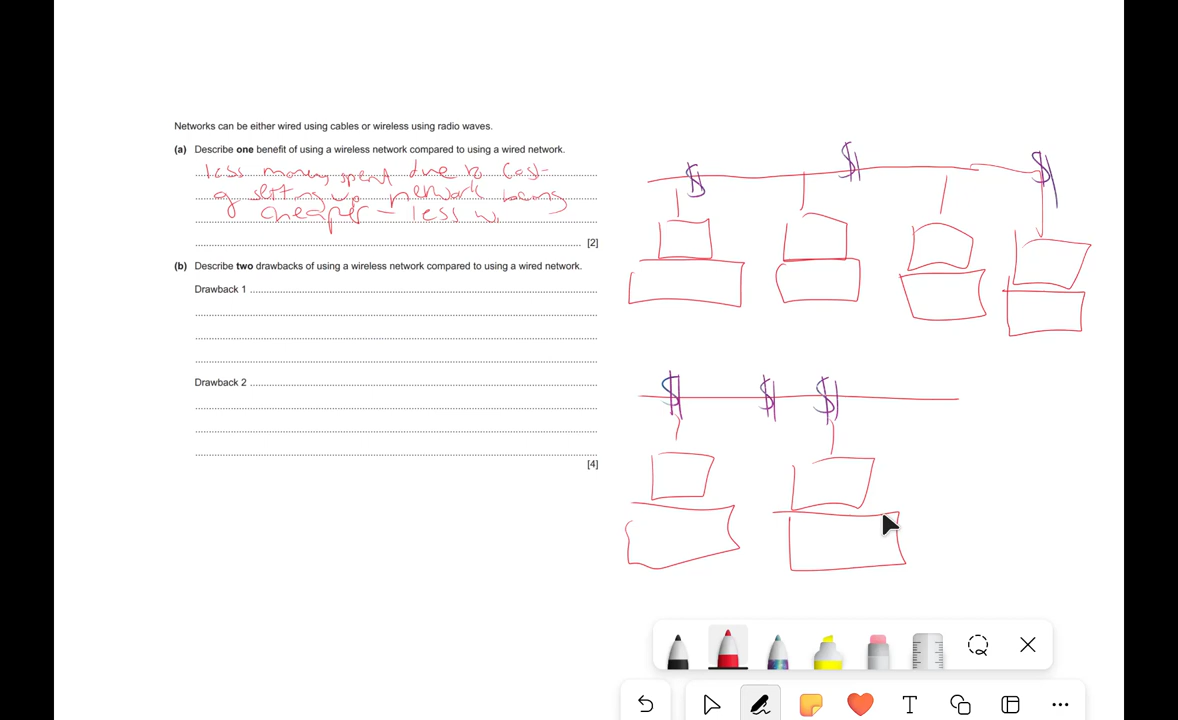 Networks can be either wired using cables or wireless using radio waves.
(a) Describe one benefit of using a wireless network compared to using a wired network.
less money spent due to cost
of setting up network being
cheaper - less w.
[2]
(b) Describe two drawbacks of using a wireless network compared to using a wired network.
Drawback 1
Drawback 2
[4]
$ $ $
$ $ $
T